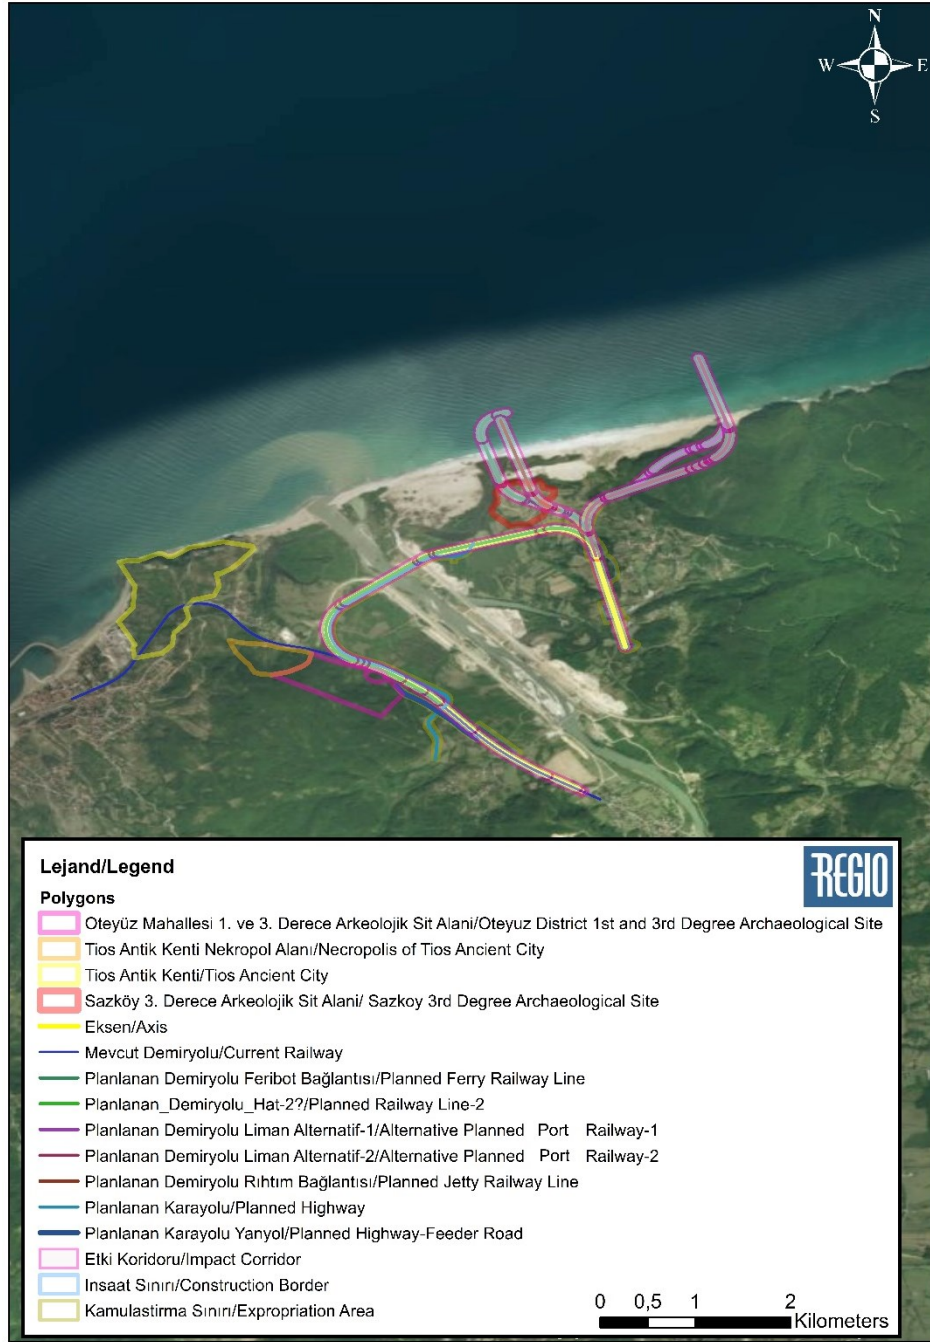 N
W E
S
Lejand/Legend
REGIO
Polygons
Oteyüz Mahallesi 1. ve 3. Derece Arkeolojik Sit Alani/Oteyuz District 1st and 3rd Degree Archaeological Site
Tios Antik Kenti Nekropol Alanı/Necropolis of Tios Ancient City
Tios Antik Kenti/Tios Ancient City
Sazköy 3. Derece Arkeolojik Sit Alani/ Sazkoy 3rd Degree Archaeological Site
Eksen/Axis
Mevcut Demiryolu/Current Railway
Planlanan Demiryolu Feribot Bağlantısı/Planned Ferry Railway Line
Planlanan_Demiryolu_Hat-2?/Planned Railway Line-2
Planlanan Demiryolu Liman Alternatif-1/Alternative Planned Port Railway-1
Planlanan Demiryolu Liman Alternatif-2/Alternative Planned Port Railway-2
Planlanan Demiryolu Rıhtım Bağlantısı/Planned Jetty Railway Line
Planlanan Karayolu/Planned Highway
Planlanan Karayolu Yanyol/Planned Highway-Feeder Road
Etki Koridoru/Impact Corridor
Insaat Sınırı/Construction Border
Kamulastirma Sınırı/Expropriation Area
0 0,5 1 2
Kilometers